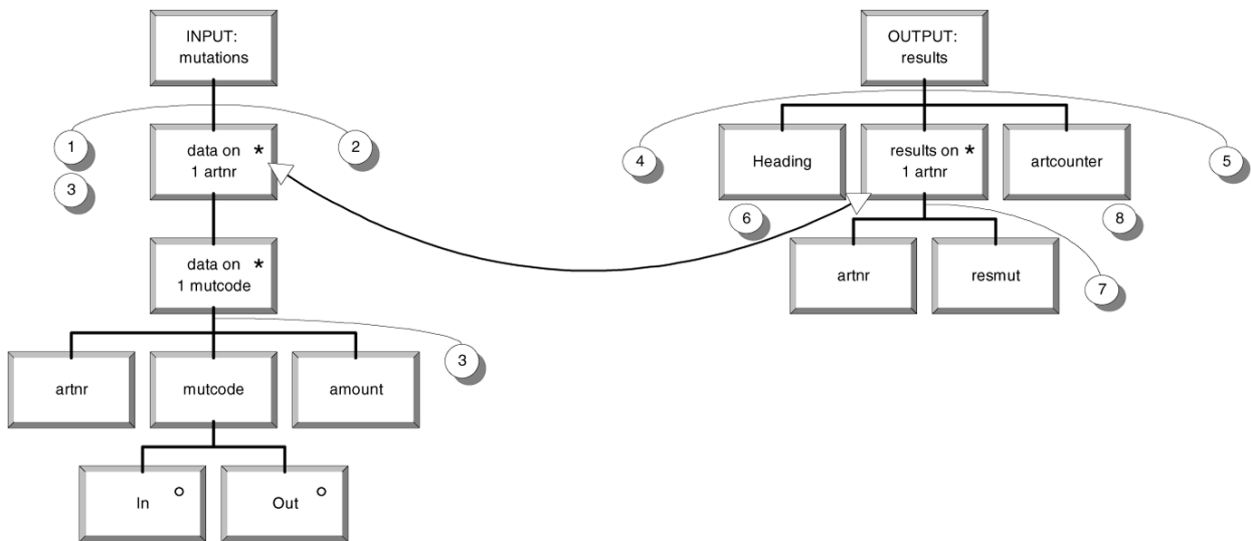 INPUT:
mutations
OUTPUT:
results
1
2
data on *
1 artnr
3
4
Heading
results on *
1 artnr
artcounter
5
6
8
data on *
1 mutcode
artnr
resmut
7
3
artnr
mutcode
amount
In
Out